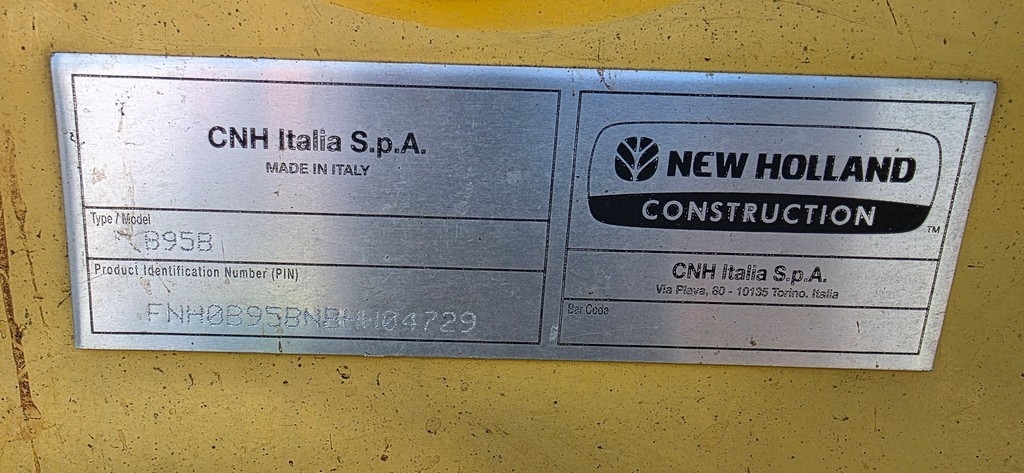 CNH Italia S.p.A.
MADE IN ITALY
Type / Model
B95B
Product Identification Number (PIN)
FNH0B95BNBHH04729
NEW HOLLAND
CONSTRUCTION
TM
CNH Italia S.p.A.
Via Plava, 80 - 10135 Torino. Italia
Bar Code